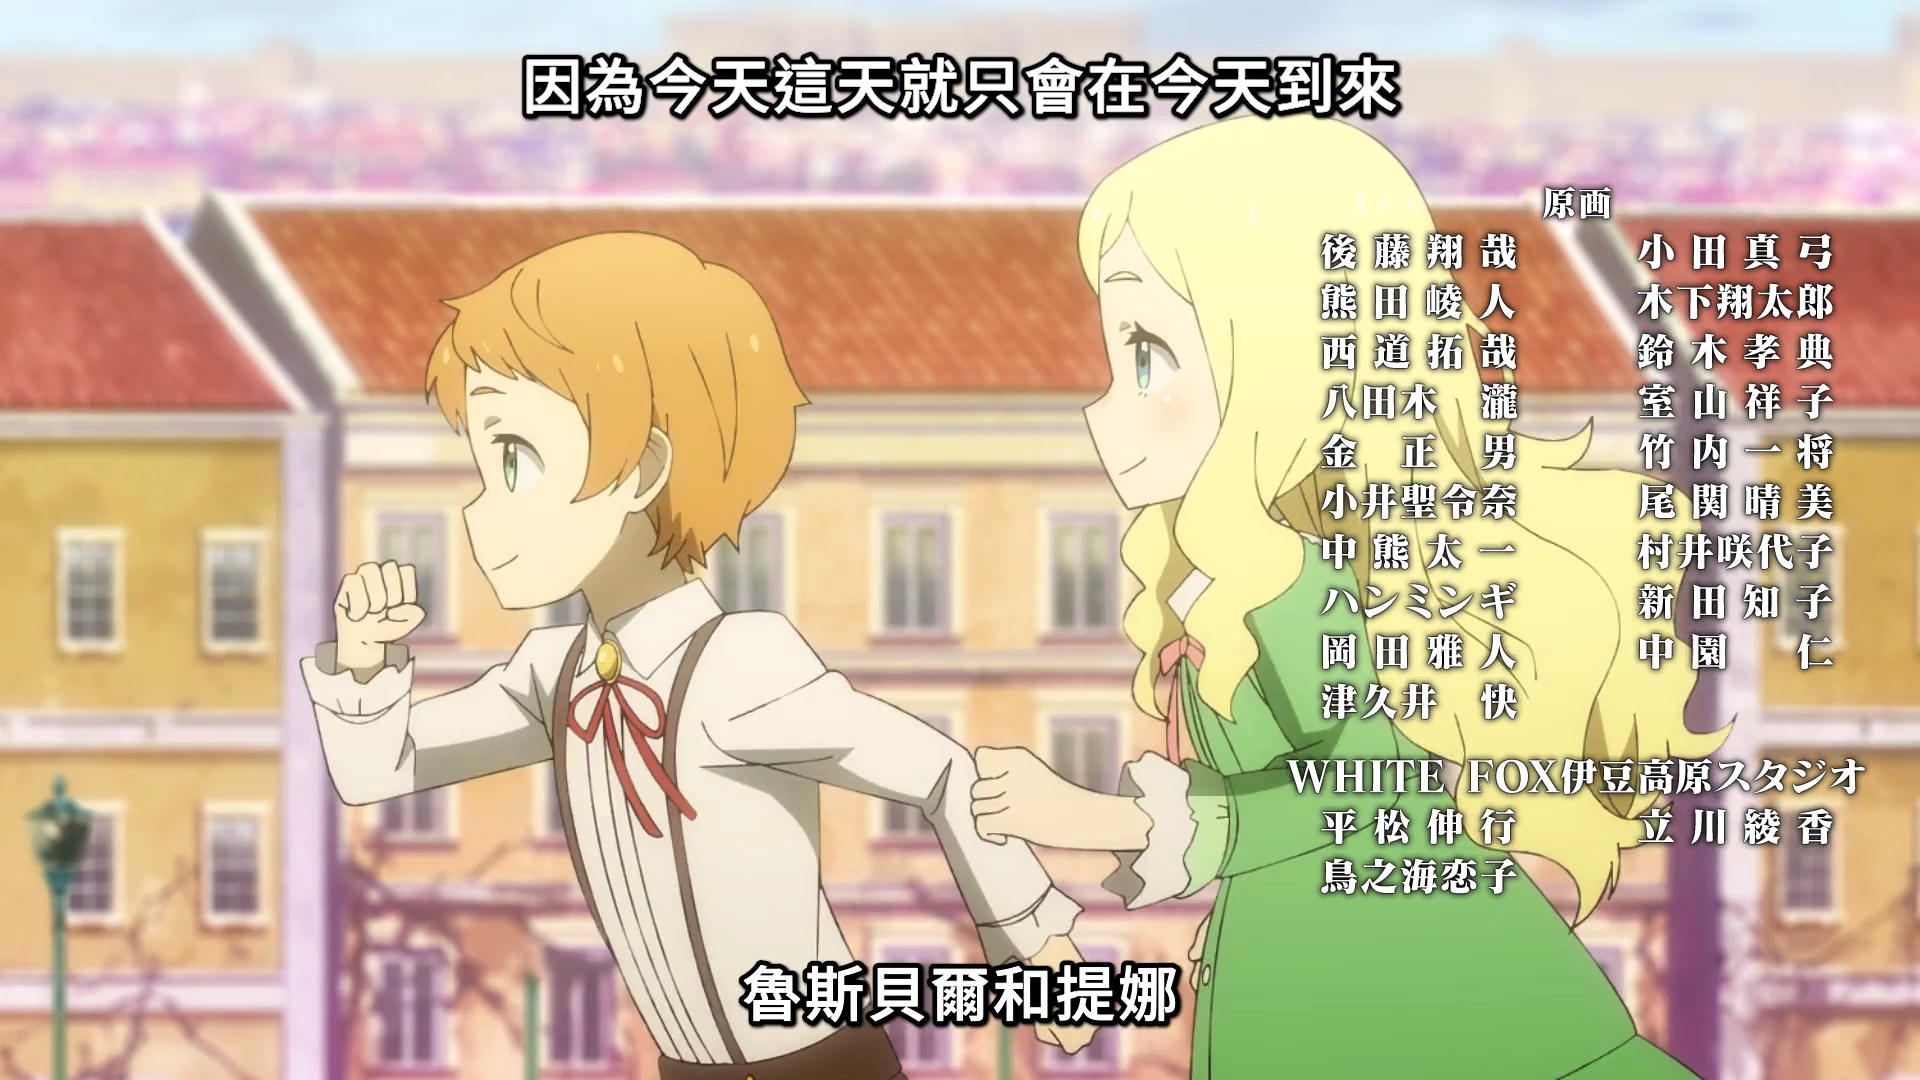 因為今天這天就只會在今天到來
原画
後藤翔哉 小田真弓
熊田崚人 木下翔太郎
西道拓哉 鈴木孝典
八田木 瀧 室山祥子
金 正 男 竹内一将
小井聖令奈 尾関晴美
中熊太一 村井咲代子
ハンミンギ 新田知子
岡田雅人 中園 仁
津久井 快
WHITE FOX伊豆高原スタジオ
平松伸行 立川綾香
鳥之海恋子
魯斯貝爾和提娜